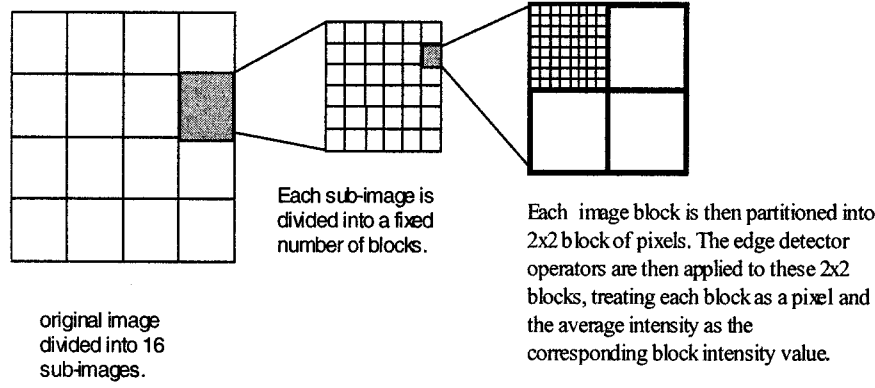 original image
divided into 16
sub-images.
Each sub-image is
divided into a fixed
number of blocks.
Each image block is then partitioned into
2x2 block of pixels. The edge detector
operators are then applied to these 2x2
blocks, treating each block as a pixel and
the average intensity as the
corresponding block intensity value.